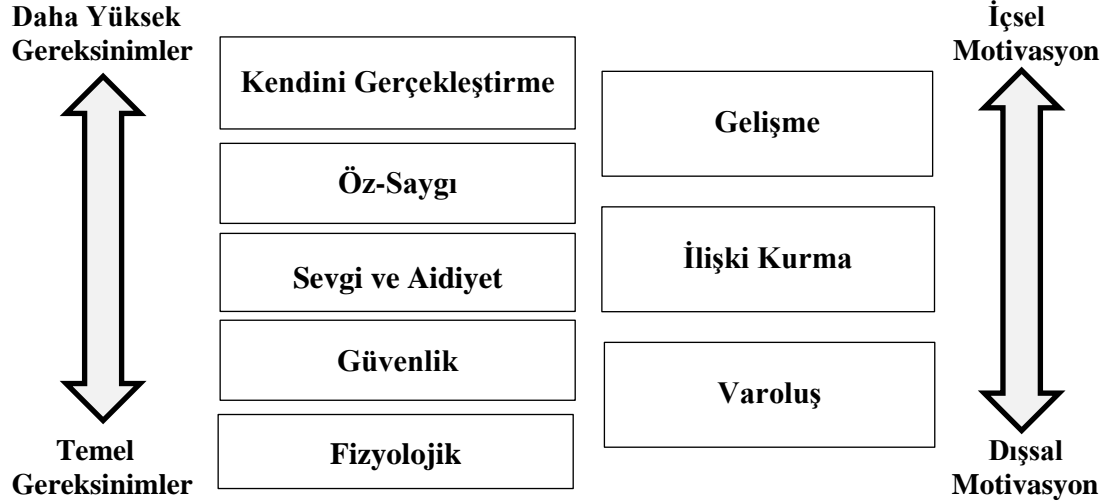 Daha Yüksek
Gereksinimler
Kendini Gerçekleştirme
Öz-Saygı
Sevgi ve Aidiyet
Güvenlik
Fizyolojik
Temel
Gereksinimler
İçsel
Motivasyon
Gelişme
İlişki Kurma
Varoluş
Dışsal
Motivasyon